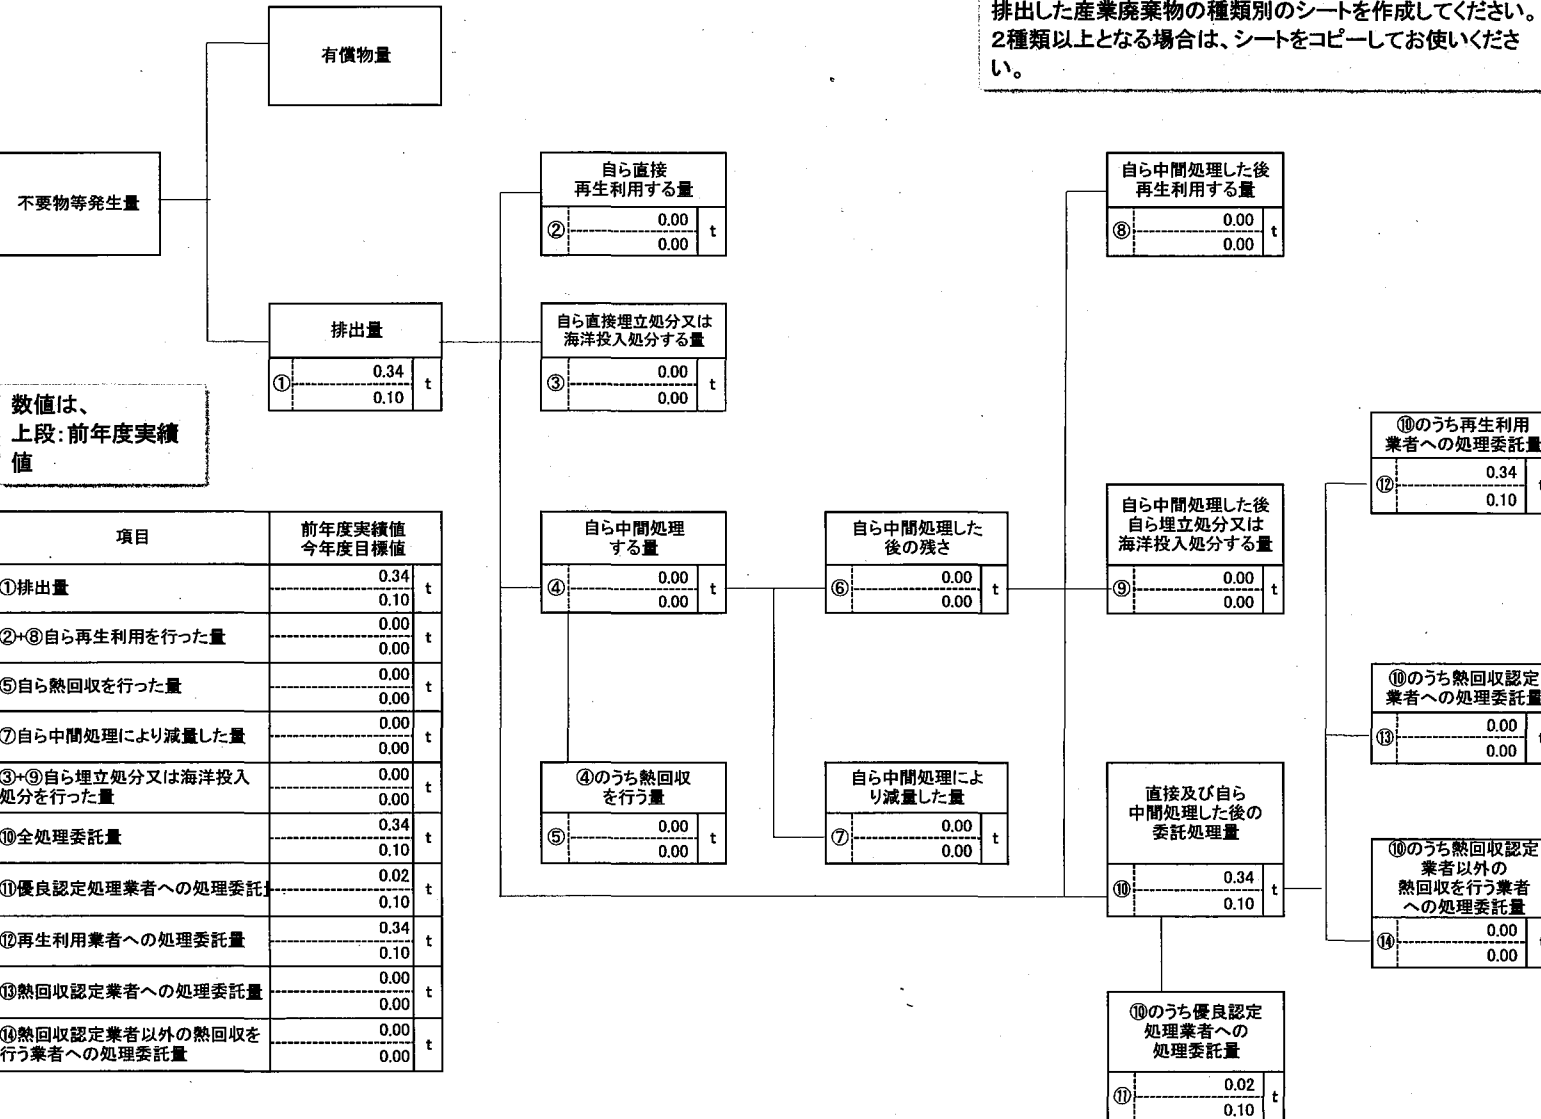 排出した産業廃棄物の種類別のシートを作成してください。
2種類以上となる場合は、シートをコピーしてお使いくださ
い。
有償物量
不要物等発生量
排出量
①
0.34
0.10
t
自ら直接
再生利用する量
②
0.00
0.00
t
自ら直接埋立処分又は
海洋投入処分する量
③
0.00
0.00
t
自ら中間処理した後
再生利用する量
⑧
0.00
0.00
t
数値は、
上段:前年度実績
値
自ら中間処理
する量
④
0.00
0.00
t
自ら中間処理した
後の残さ
⑥
0.00
0.00
t
自ら中間処理した後
自ら埋立処分又は
海洋投入処分する量
⑨
0.00
0.00
t
④のうち熱回収
を行う量
⑤
0.00
0.00
t
自ら中間処理によ
り減量した量
⑦
0.00
0.00
t
直接及び自ら
中間処理した後の
委託処理量
⑩
0.34
0.10
t
⑩のうち優良認定
処理業者への
処理委託量
⑪
0.02
0.10
t
⑩のうち再生利用
業者への処理委託量
⑫
0.34
0.10
⑩のうち熱回収認定
業者への処理委託量
⑬
0.00
0.00
⑩のうち熱回収認定
業者以外の
熱回収を行う業者
への処理委託量
⑭
0.00
0.00
項目
前年度実績値
今年度目標値
①排出量
0.34
0.10
t
②+⑧自ら再生利用を行った量
0.00
0.00
t
⑤自ら熱回収を行った量
0.00
0.00
t
⑦自ら中間処理により減量した量
0.00
0.00
t
③+⑨自ら埋立処分又は海洋投入
処分を行った量
0.00
0.00
t
⑩全処理委託量
0.34
0.10
t
⑪優良認定処理業者への処理委託
0.02
0.10
t
⑫再生利用業者への処理委託量
0.34
0.10
t
⑬熱回収認定業者への処理委託量
0.00
0.00
t
⑭熱回収認定業者以外の熱回収を
行う業者への処理委託量
0.00
0.00
t